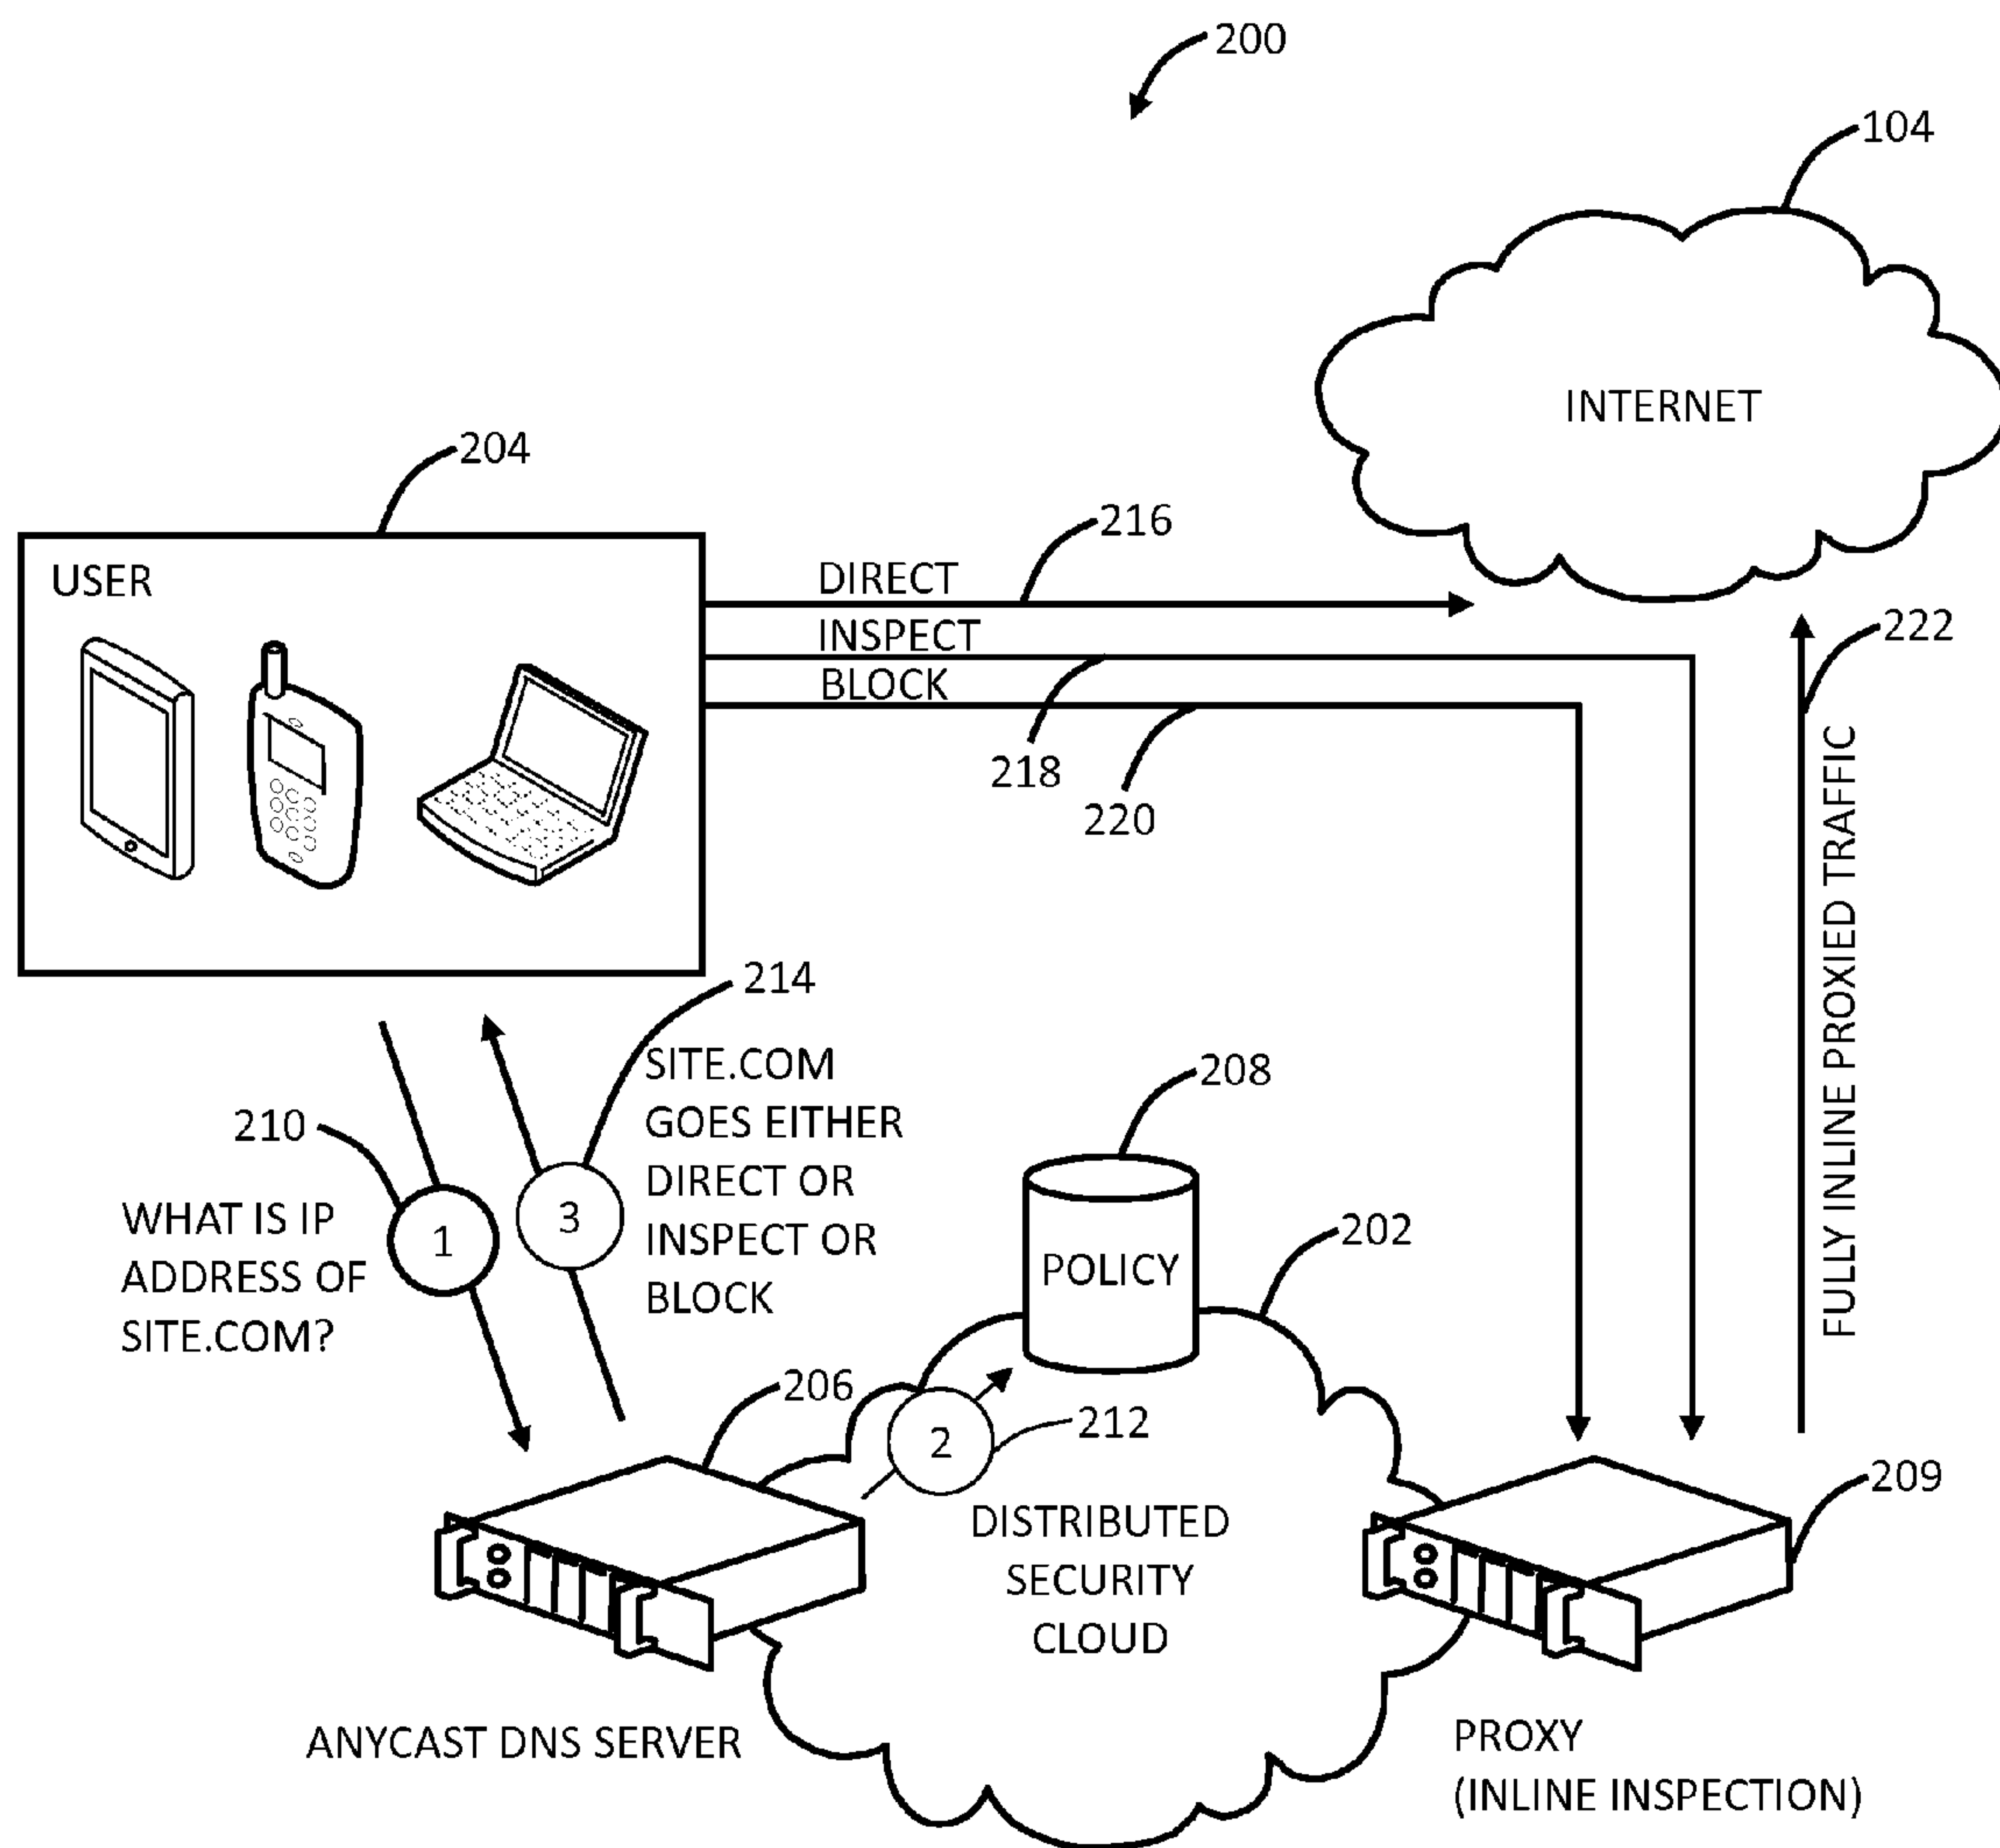 200
104
INTERNET
204
216
USER
DIRECT
INSPECT
BLOCK
222
218
220
FULLY INLINE PROXIED TRAFFIC
214
SITE.COM
GOES EITHER
DIRECT OR
INSPECT OR
BLOCK
208
210
WHAT IS IP
ADDRESS OF
SITE.COM?
1
3
POLICY
202
206
2
212
209
DISTRIBUTED
SECURITY
CLOUD
ANYCAST DNS SERVER
PROXY
(INLINE INSPECTION)